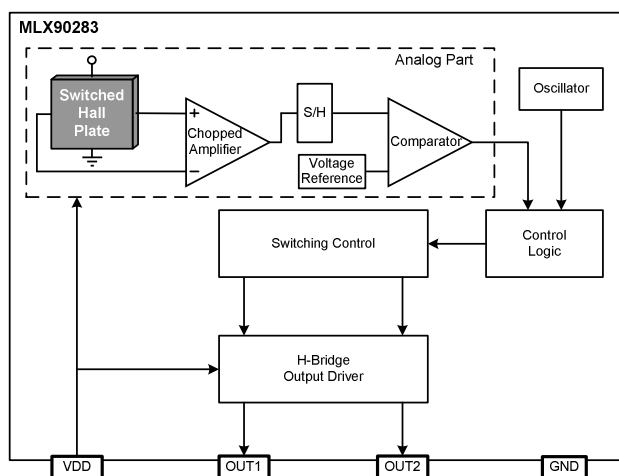 MLX90283
Analog Part
Switched
Hall
Plate
+
Chopped
Amplifier
−
S/H
Voltage
Reference
Comparator
Oscillator
Switching Control
Control
Logic
H-Bridge
Output Driver
VDD
OUT1
OUT2
GND